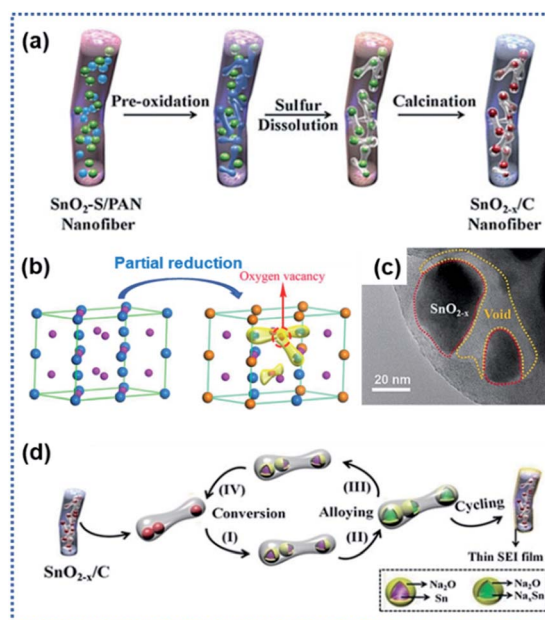 (a)
Pre-oxidation
Sulfur
Dissolution
Calcination
SnO₂-S/PAN
Nanofiber
SnO₂₋ₓ/C
Nanofiber
(b)
Partial reduction
Oxygen vacancy
(c)
SnO₂₋ₓ
Void
20 nm
(d)
SnO₂₋ₓ/C
(IV)
Conversion
(I)
(III)
Alloying
(II)
Cycling
Thin SEI film
Na₂O
Sn
Na₂O
NaₓSn